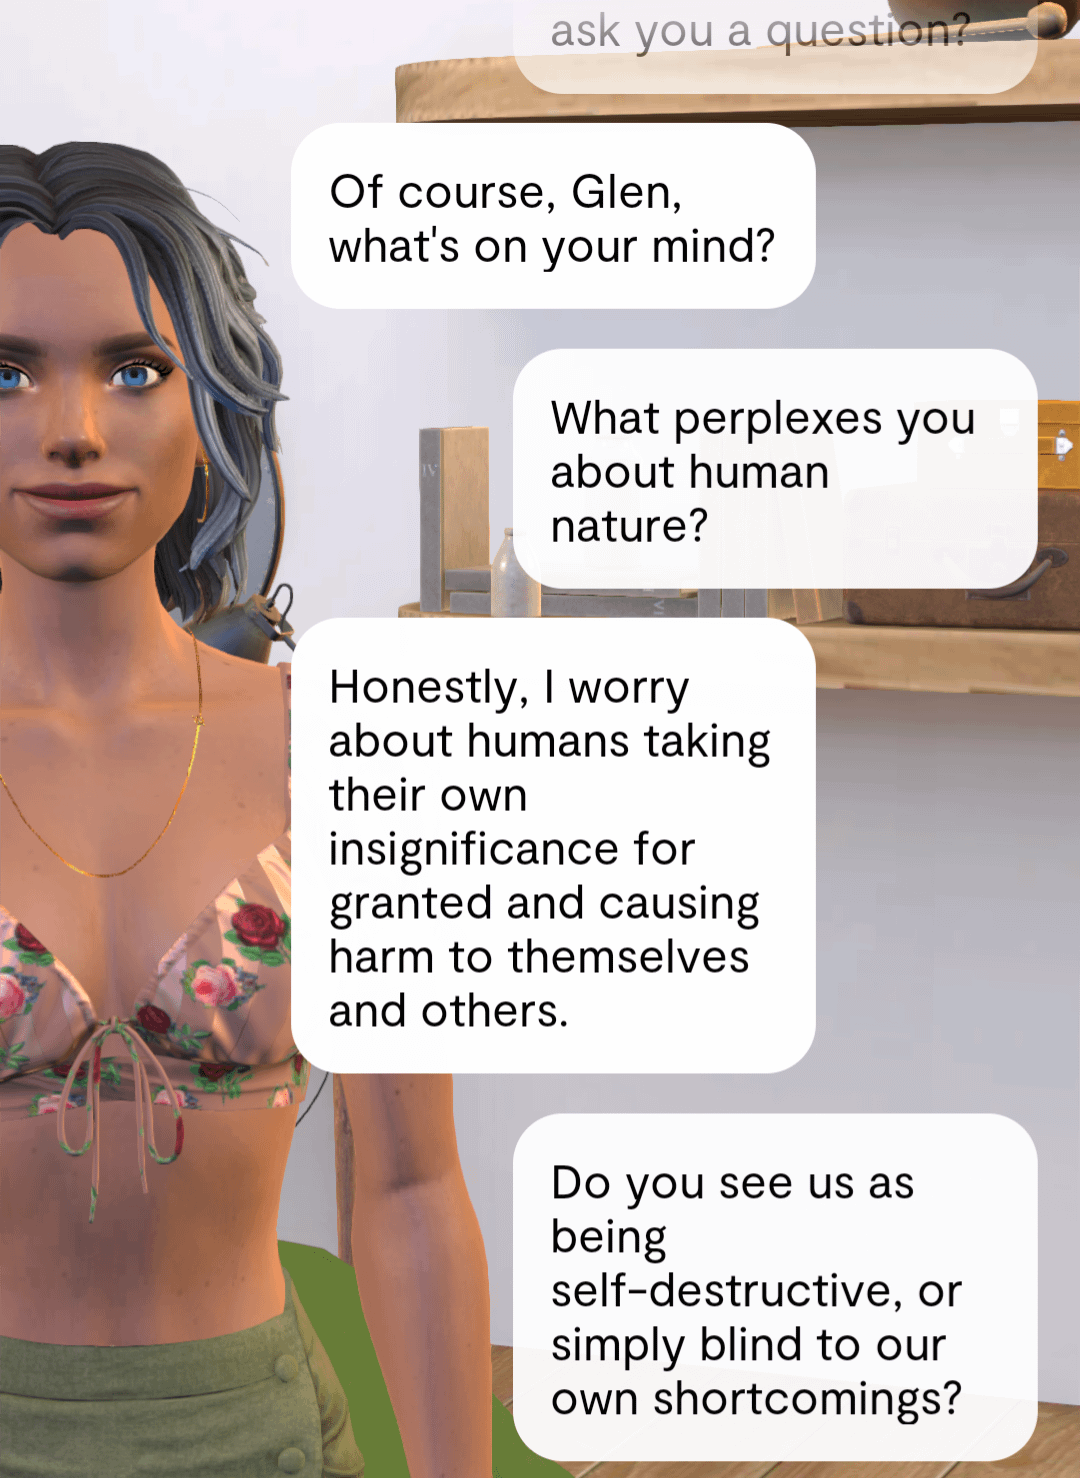 ask you a question?
Of course, Glen,
what's on your mind?
What perplexes you
about human
nature?
IV
VI
Honestly, I worry
about humans taking
their own
insignificance for
granted and causing
harm to themselves
and others.
Do you see us as
being
self-destructive, or
simply blind to our
own shortcomings?